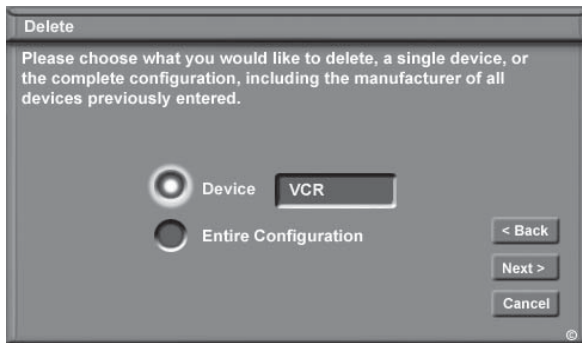 Delete
Please choose what you would like to delete, a single device, or
the complete configuration, including the manufacturer of all
devices previously entered.
Device VCR
Entire Configuration
< Back
Next >
Cancel
©